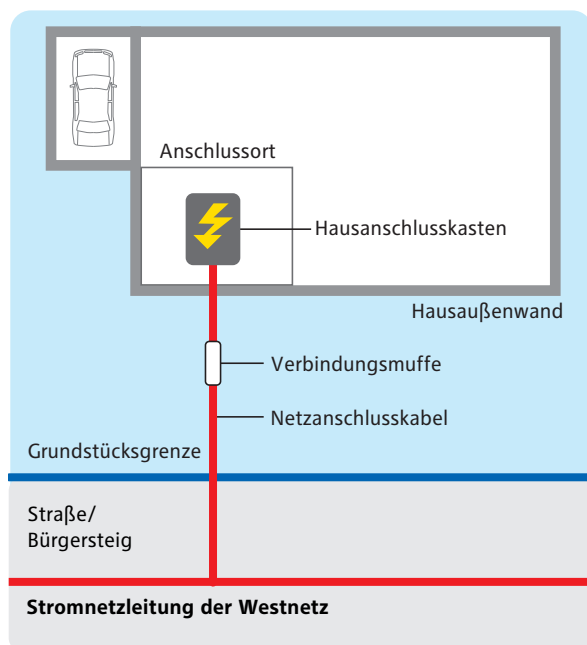 Anschlussort
Hausanschlusskasten
Hausaußenwand
Verbindungsmuffe
Netzanschlusskabel
Grundstücksgrenze
Straße/
Bürgersteig
Stromnetzleitung der Westnetz